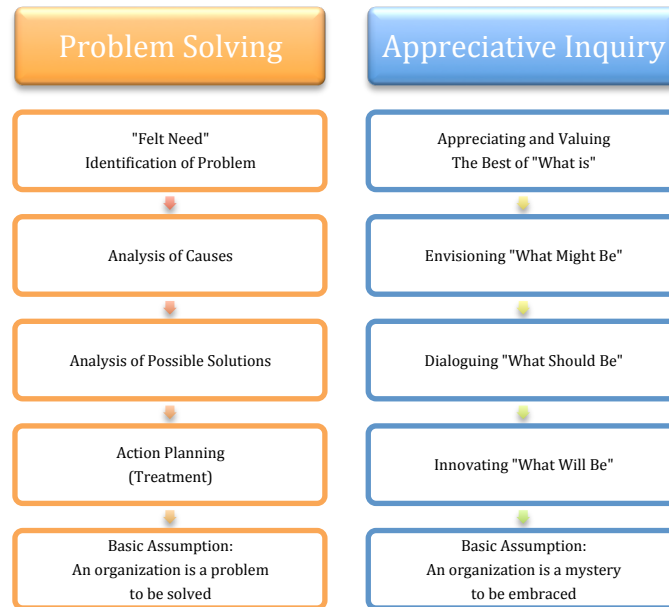 Problem Solving
"Felt Need"
Identification of Problem
Analysis of Causes
Analysis of Possible Solutions
Action Planning
(Treatment)
Basic Assumption:
An organization is a problem
to be solved
Appreciative Inquiry
Appreciating and Valuing
The Best of "What is"
Envisioning "What Might Be"
Dialoguing "What Should Be"
Innovating "What Will Be"
Basic Assumption:
An organization is a mystery
to be embraced